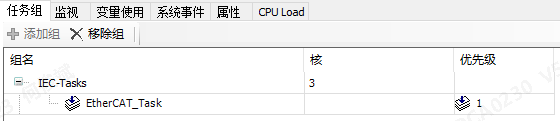 任务组 监视 变量使用 系统事件 属性 CPU Load
添加组 移除组
组名 核 优先级
IEC-Tasks 3
EtherCAT_Task 1